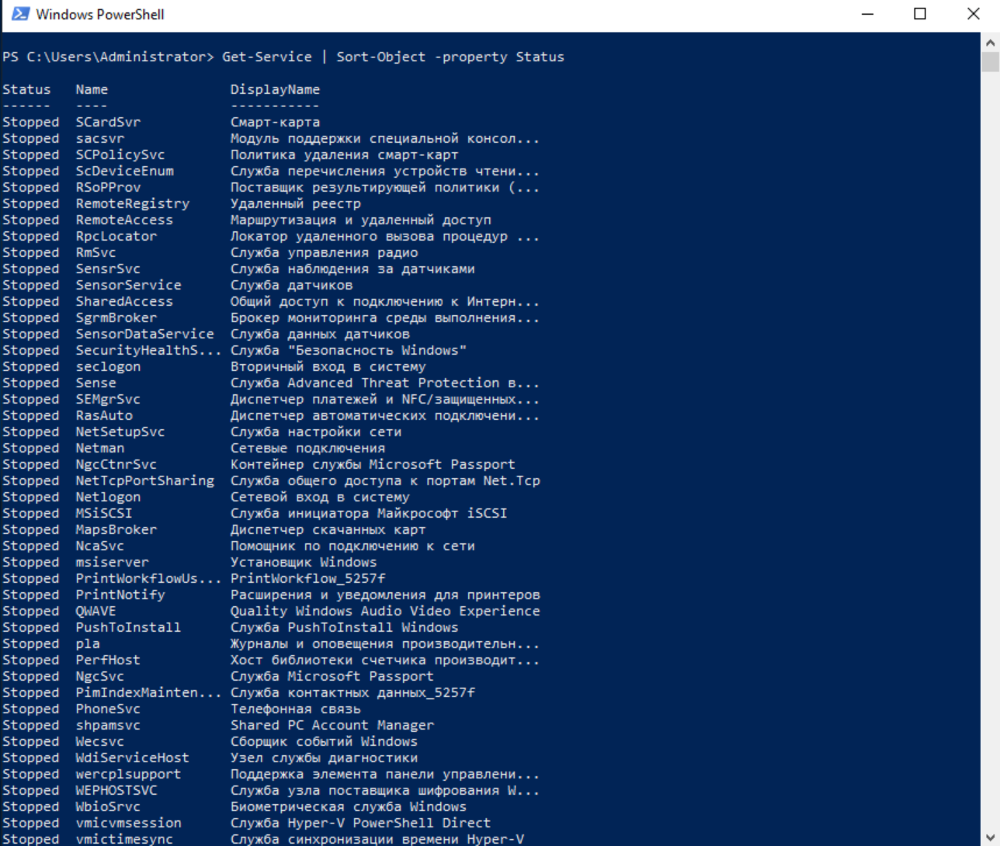 Windows PowerShell
PS C:\Users\Administrator> Get-Service | Sort-Object -property Status
Status Name DisplayName
------ ---- -----------
Stopped SCardSvr Смарт-карта
Stopped sacsvr Модуль поддержки специальной консол...
Stopped SCPolicySvc Политика удаления смарт-карт
Stopped ScDeviceEnum Служба перечисления устройств чтени...
Stopped RSoPProv Поставщик результирующей политики (...
Stopped RemoteRegistry Удаленный реестр
Stopped RemoteAccess Маршрутизация и удаленный доступ
Stopped RpcLocator Локатор удаленного вызова процедур ...
Stopped RmSvc Служба управления радио
Stopped SensrSvc Служба наблюдения за датчиками
Stopped SensorService Служба датчиков
Stopped SharedAccess Общий доступ к подключению к Интерн...
Stopped SgrmBroker Брокер мониторинга среды выполнения...
Stopped SensorDataService Служба данных датчиков
Stopped SecurityHealthS... Служба "Безопасность Windows"
Stopped seclogon Вторичный вход в систему
Stopped Sense Служба Advanced Threat Protection в...
Stopped SEMgrSvc Диспетчер платежей и NFC/защищенных...
Stopped RasAuto Диспетчер автоматических подключени...
Stopped NetSetupSvc Служба настройки сети
Stopped Netman Сетевые подключения
Stopped NgcCtnrSvc Контейнер службы Microsoft Passport
Stopped NetTcpPortSharing Служба общего доступа к портам Net.Tcp
Stopped Netlogon Сетевой вход в систему
Stopped MSiSCSI Служба инициатора Майкрософт iSCSI
Stopped MapsBroker Диспетчер скачанных карт
Stopped NcaSvc Помощник по подключению к сети
Stopped msiserver Установщик Windows
Stopped PrintWorkflowUs... PrintWorkflow_5257f
Stopped PrintNotify Расширения и уведомления для принтеров
Stopped QWAVE Quality Windows Audio Video Experience
Stopped PushToInstall Служба PushToInstall Windows
Stopped pla Журналы и оповещения производительн...
Stopped PerfHost Хост библиотеки счетчика производит...
Stopped NgcSvc Служба Microsoft Passport
Stopped PimIndexMainten... Служба контактных данных_5257f
Stopped PhoneSvc Телефонная связь
Stopped shpamsvc Shared PC Account Manager
Stopped Wecsvc Сборщик событий Windows
Stopped WdiServiceHost Узел службы диагностики
Stopped wercplsupport Поддержка элемента панели управлени...
Stopped WEPHOSTSVC Служба узла поставщика шифрования W...
Stopped WbioSrvc Биометрическая служба Windows
Stopped vmicvmsession Служба Hyper-V PowerShell Direct
Stopped vmictimesync Служба синхронизации времени Hyper-V